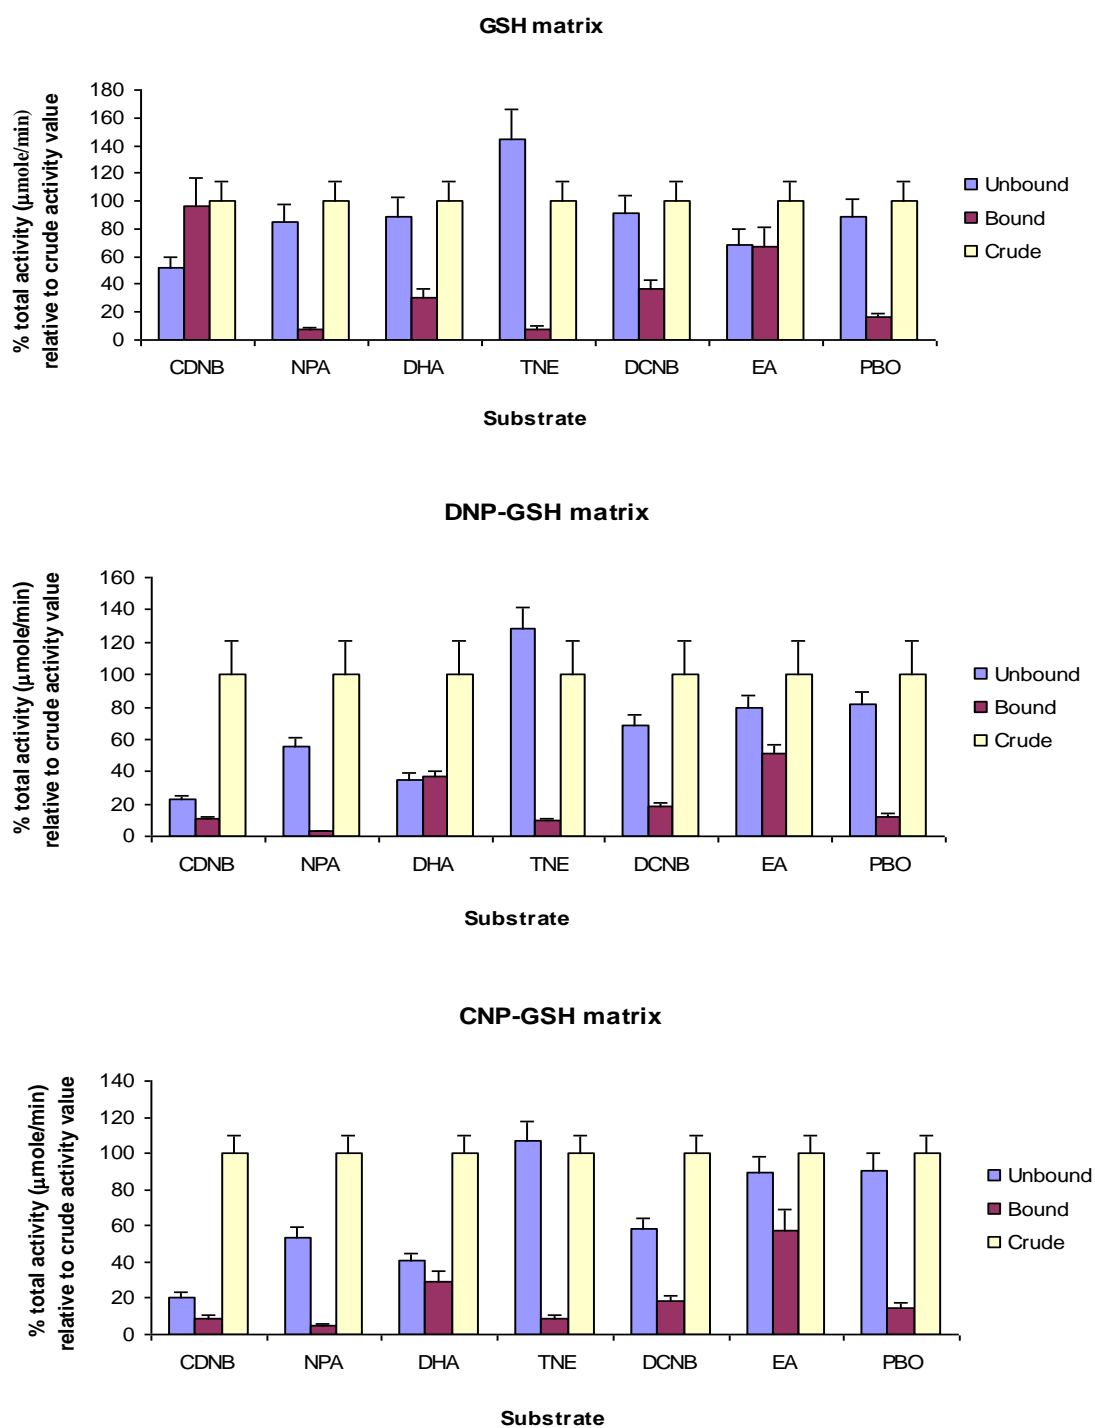 GSH matrix
% total activity (μmole/min)
relative to crude activity value
180
160
140
120
100
80
60
40
20
0
CDNB NPA DHA TNE DCNB EA PBO
Substrate
Unbound
Bound
Crude
DNP-GSH matrix
% total activity (μmole/min)
relative to crude activity value
160
140
120
100
80
60
40
20
0
CDNB NPA DHA TNE DCNB EA PBO
Substrate
Unbound
Bound
Crude
CNP-GSH matrix
% total activity (μmole/min)
relative to crude activity value
140
120
100
80
60
40
20
0
CDNB NPA DHA TNE DCNB EA PBO
Substrate
Unbound
Bound
Crude